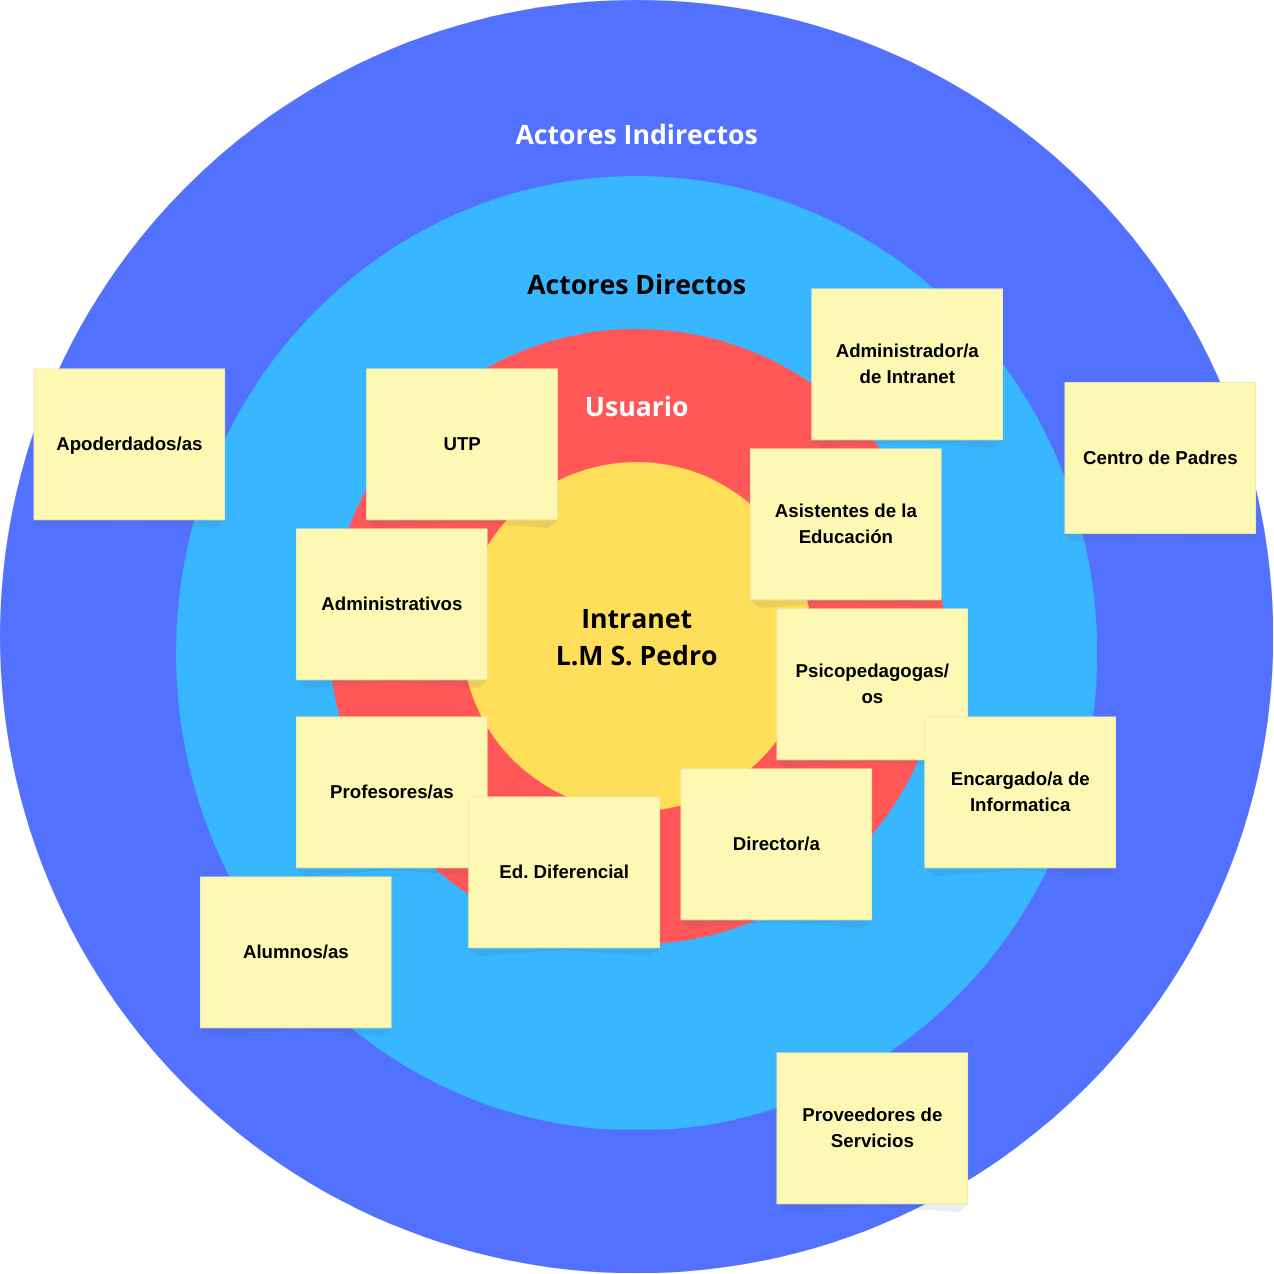 Actores Indirectos
Actores Directos
Administrador/a
de Intranet
Usuario
Apoderdados/as
UTP
Centro de Padres
Asistentes de la
Educación
Administrativos
Intranet
L.M S. Pedro
Psicopedagogas/
os
Profesores/as
Encargado/a de
Informatica
Director/a
Ed. Diferencial
Alumnos/as
Proveedores de
Servicios